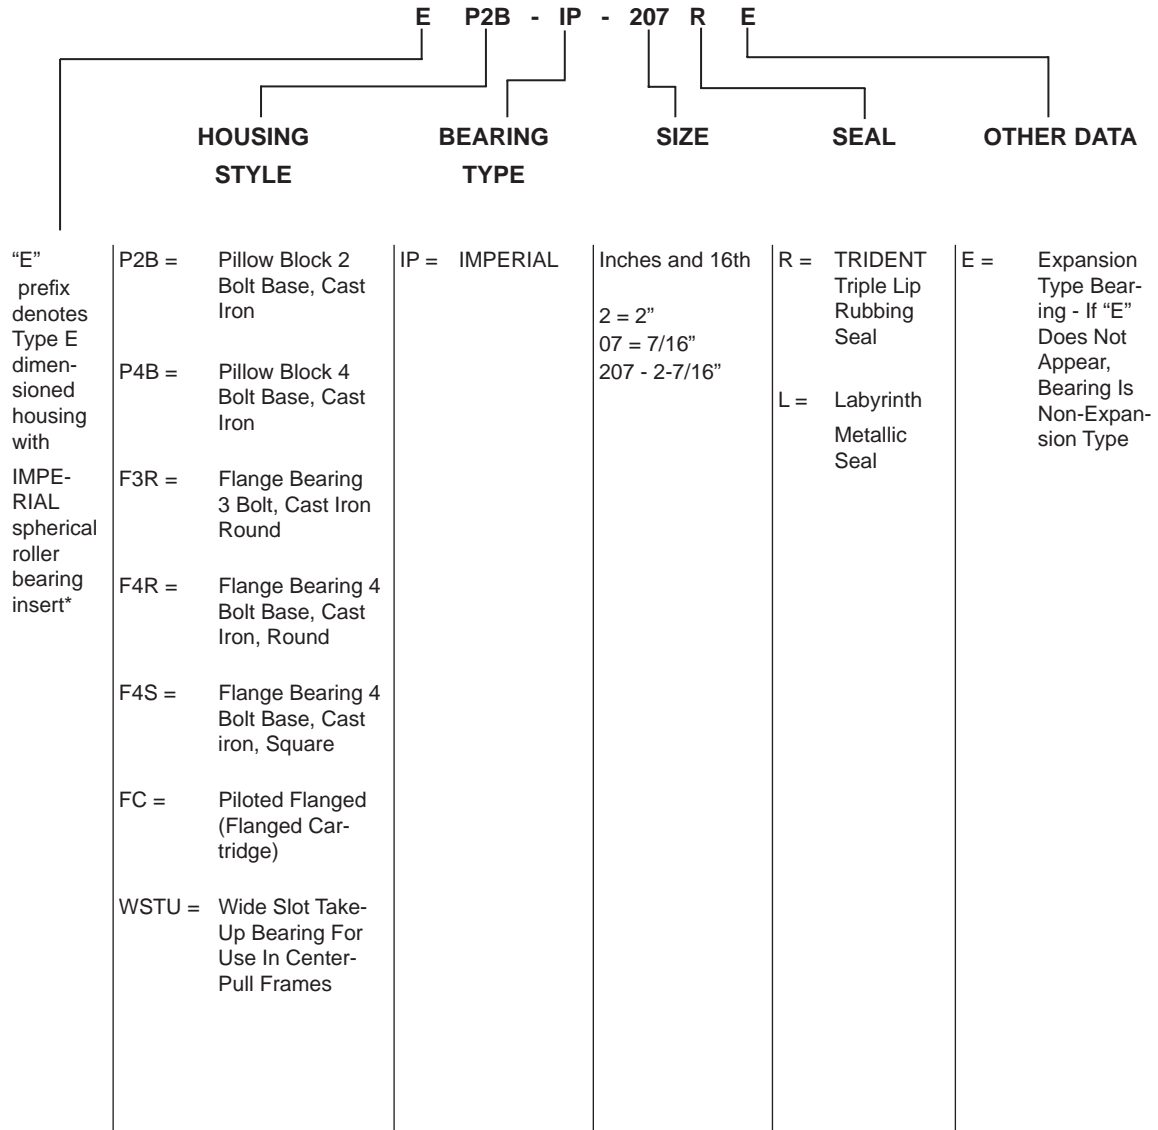 E P2B - IP - 207 R E
HOUSING
STYLE
BEARING
TYPE
SIZE
SEAL
OTHER DATA
“E”
prefix
denotes
Type E
dimen-
sioned
housing
with
IMPE-
RIAL
spherical
roller
bearing
insert*
P2B = Pillow Block 2
Bolt Base, Cast
Iron
P4B = Pillow Block 4
Bolt Base, Cast
Iron
F3R = Flange Bearing
3 Bolt, Cast Iron
Round
F4R = Flange Bearing 4
Bolt Base, Cast
Iron, Round
F4S = Flange Bearing 4
Bolt Base, Cast
iron, Square
FC = Piloted Flanged
(Flanged Car-
tridge)
WSTU = Wide Slot Take-
Up Bearing For
Use In Center-
Pull Frames
IP = IMPERIAL
Inches and 16th
2 = 2”
07 = 7/16”
207 - 2-7/16”
R = TRIDENT
Triple Lip
Rubbing
Seal
L = Labyrinth
Metallic
Seal
E = Expansion
Type Bear-
ing - If “E”
Does Not
Appear,
Bearing Is
Non-Expan-
sion Type